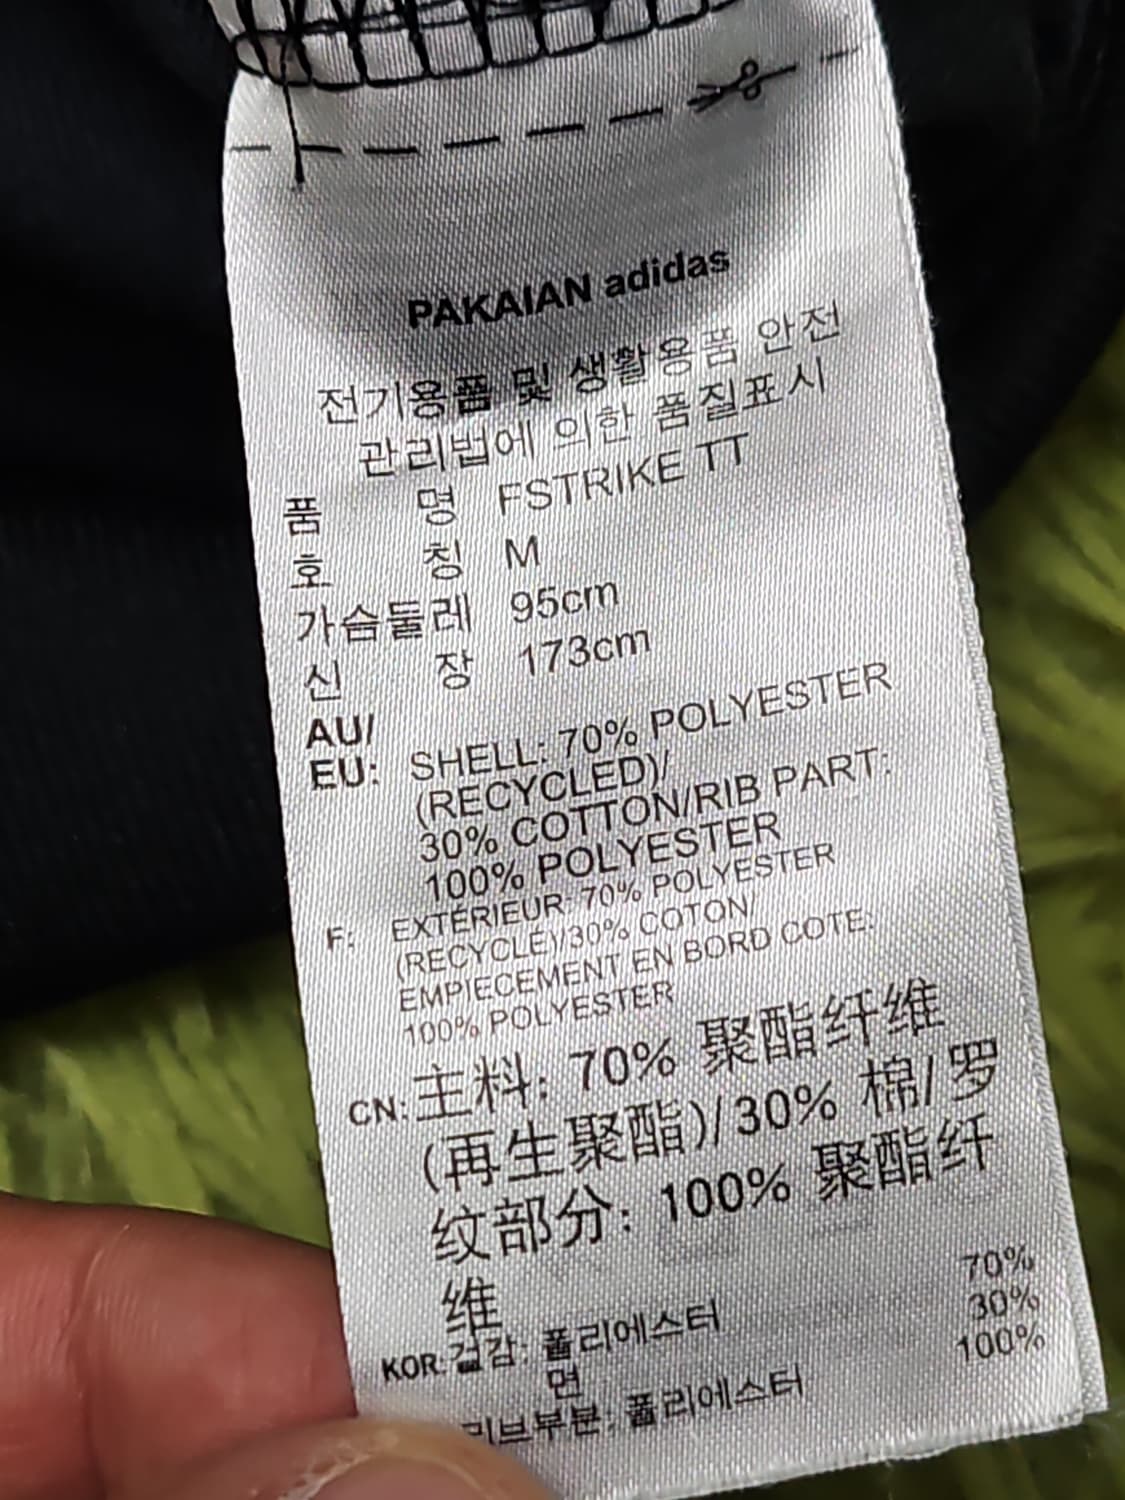 PAKAIAN adidas
전기용품 및 생활용품 안전
관리법에 의한 품질표시
품 명 FSTRIKE TT
호 칭 M
가슴둘레 95cm
신 장 173cm
AU/
EU: SHELL: 70% POLYESTER
(RECYCLED)/
30% COTTON/RIB PART:
100% POLYESTER
F: EXTÉRIEUR: 70% POLYESTER
(RECYCLÉ)/30% COTON/
EMPIECEMENT EN BORD COTE:
100% POLYESTER
CN: 主料: 70% 聚酯纤维
(再生聚酯)/30% 棉/罗
纹部分: 100% 聚酯纤
维
KOR: 겉감: 폴리에스터 70%
면 30%
리브부분: 폴리에스터 100%